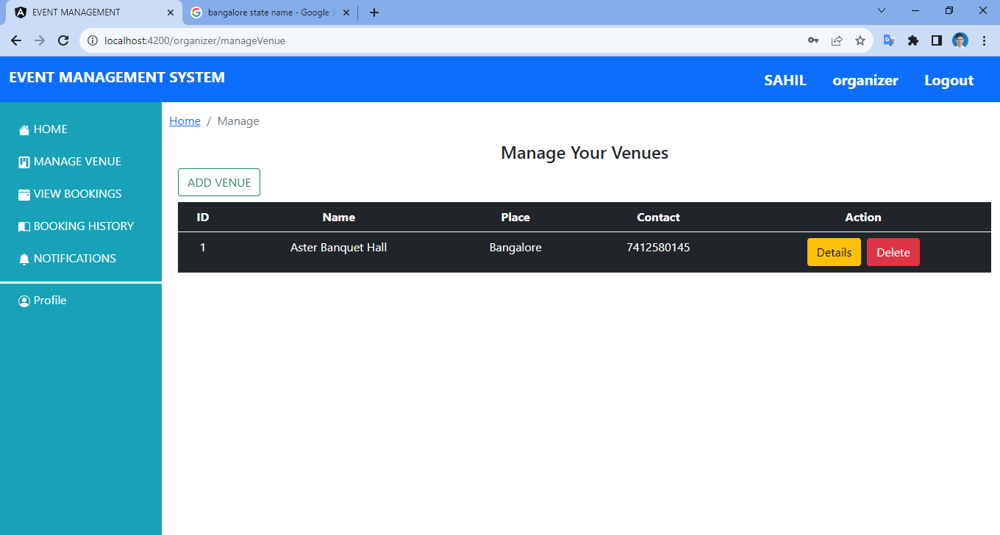 EVENT MANAGEMENT
bangalore state name - Google S
localhost:4200/organizer/manageVenue
EVENT MANAGEMENT SYSTEM
SAHIL organizer Logout
HOME
MANAGE VENUE
VIEW BOOKINGS
BOOKING HISTORY
NOTIFICATIONS
Profile
Home / Manage
Manage Your Venues
ADD VENUE
ID Name Place Contact Action
1 Aster Banquet Hall Bangalore 7412580145 Details Delete